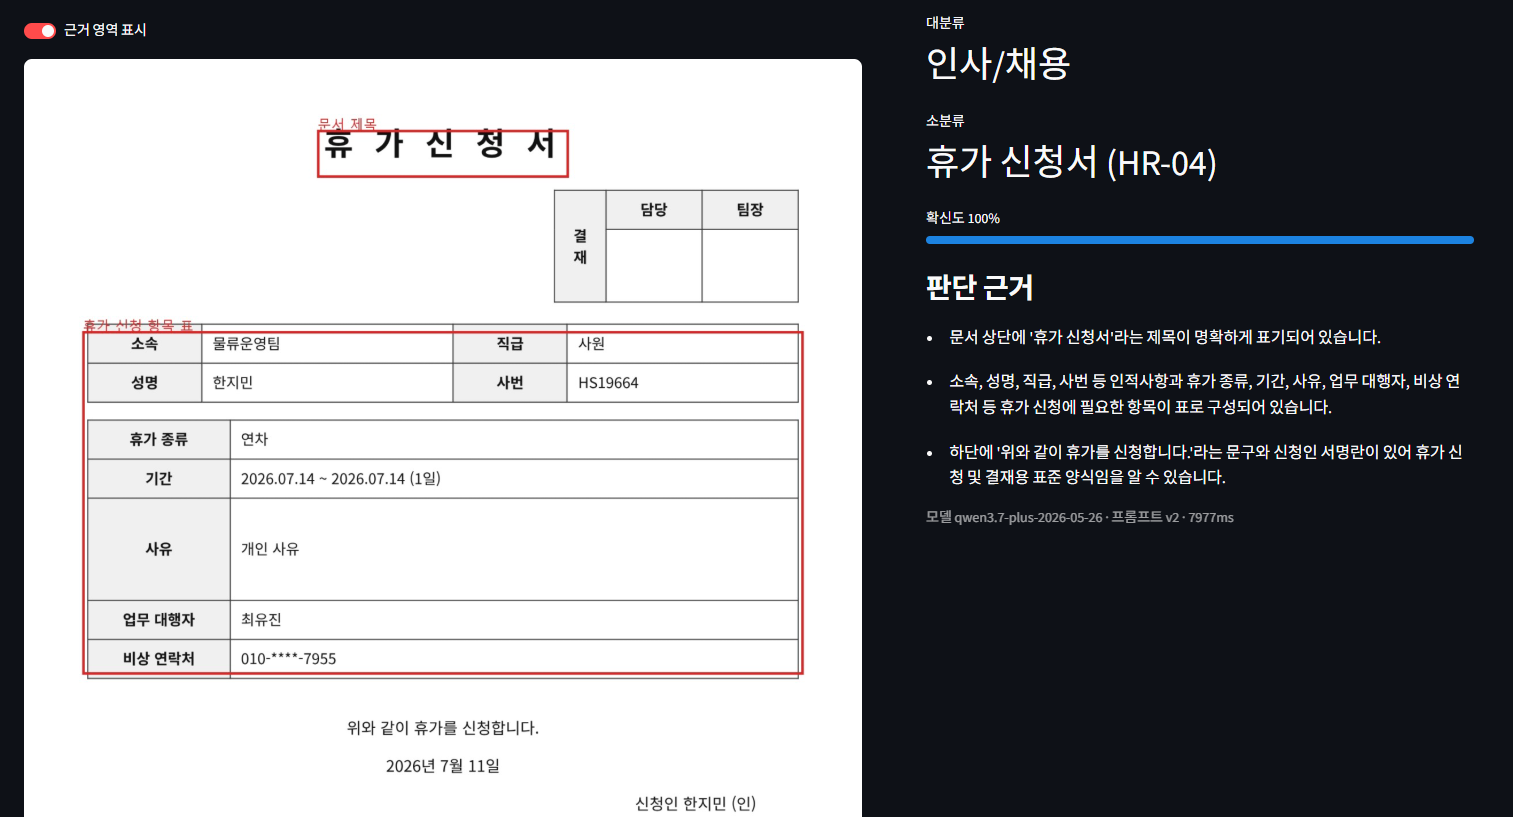 근거 영역 표시
문서 제목
휴 가 신 청 서
결재 담당 팀장
휴가 신청 항목 표
소속 물류운영팀 직급 사원
성명 한지민 사번 HS19664
휴가 종류 연차
기간 2026.07.14 ~ 2026.07.14 (1일)
사유 개인 사유
업무 대행자 최유진
비상 연락처 010-****-7955
위와 같이 휴가를 신청합니다.
2026년 7월 11일
신청인 한지민 (인)
대분류
인사/채용
소분류
휴가 신청서 (HR-04)
확신도 100%
판단 근거
• 문서 상단에 '휴가 신청서'라는 제목이 명확하게 표기되어 있습니다.
• 소속, 성명, 직급, 사번 등 인적사항과 휴가 종류, 기간, 사유, 업무 대행자, 비상 연
락처 등 휴가 신청에 필요한 항목이 표로 구성되어 있습니다.
• 하단에 '위와 같이 휴가를 신청합니다.'라는 문구와 신청인 서명란이 있어 휴가 신
청 및 결재용 표준 양식임을 알 수 있습니다.
모델 qwen3.7-plus-2026-05-26 · 프롬프트 v2 · 7977ms